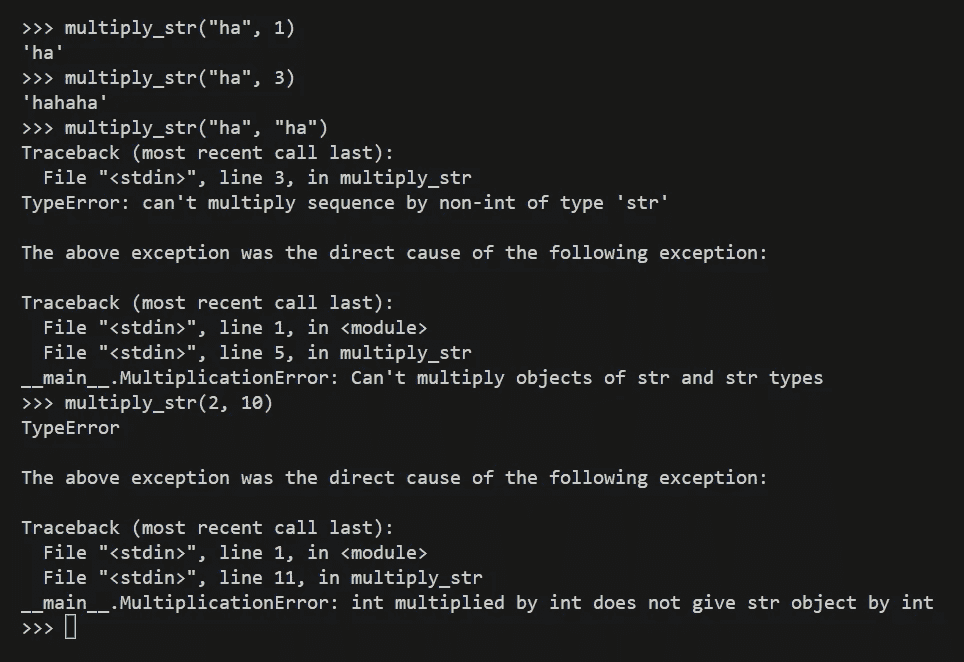 >>> multiply_str("ha", 1)
'ha'
>>> multiply_str("ha", 3)
'hahaha'
>>> multiply_str("ha", "ha")
Traceback (most recent call last):
  File "<stdin>", line 3, in multiply_str
TypeError: can't multiply sequence by non-int of type 'str'

The above exception was the direct cause of the following exception:

Traceback (most recent call last):
  File "<stdin>", line 1, in <module>
  File "<stdin>", line 5, in multiply_str
__main__.MultiplicationError: Can't multiply objects of str and str types
>>> multiply_str(2, 10)
TypeError

The above exception was the direct cause of the following exception:

Traceback (most recent call last):
  File "<stdin>", line 1, in <module>
  File "<stdin>", line 11, in multiply_str
__main__.MultiplicationError: int multiplied by int does not give str object by int
>>>